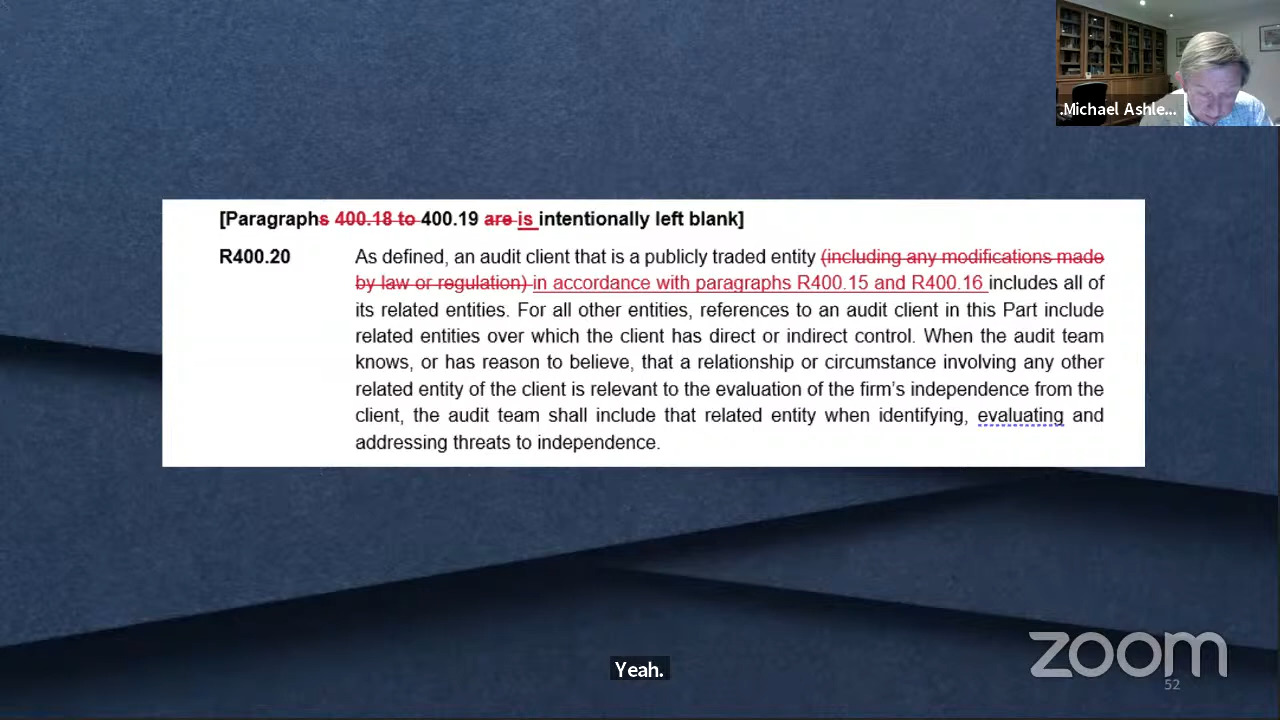 .Michael Ashle...
[Paragraphs 400.18 to 400.19 are is intentionally left blank]
R400.20 As defined, an audit client that is a publicly traded entity (including any modifications made
by law or regulation) in accordance with paragraphs R400.15 and R400.16 includes all of
its related entities. For all other entities, references to an audit client in this Part include
related entities over which the client has direct or indirect control. When the audit team
knows, or has reason to believe, that a relationship or circumstance involving any other
related entity of the client is relevant to the evaluation of the firm's independence from the
client, the audit team shall include that related entity when identifying, evaluating and
addressing threats to independence.
zoom
Yeah.
52